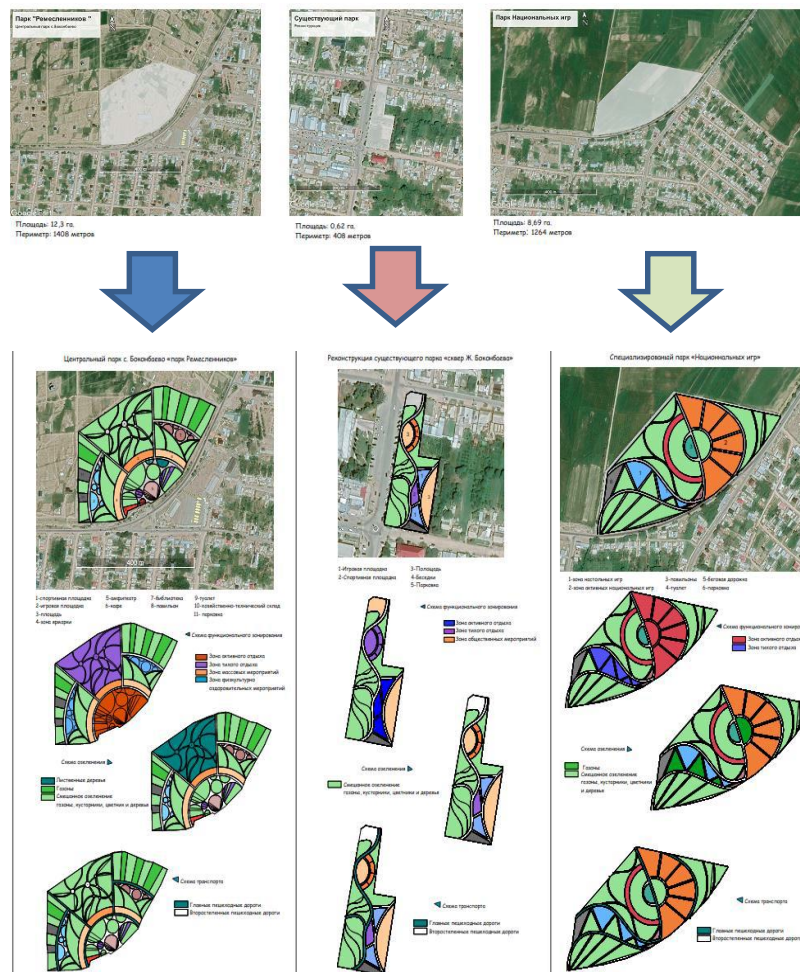 Парк "Ремесленников "
Центральный парк с Боконбаево
Существующий парк
Реконструкция
Парк Национальных игр
Площадь: 12,3 га.
Периметр: 1408 метров
Площадь: 0,62 га.
Периметр: 408 метров
Площадь: 8,69 га.
Периметр: 1264 метров
Центральный парк с. Боконбаево «парк Ремесленников»
400 m
1-спортивная площадка
2-игровая площадка
3-площадь
4-зона ярмарки
5-амфитеатр
6-кафе
7-библиотека
8-павильон
9-туалет
10-хозяйственно-технический склад
11- парковка
Схема функционального зонирования
Зона активного отдыха
Зона тихого отдыха
Зона массовых мероприятий
Зона физкультурно
оздоровительных мероприятий
Схема озеленения
Лиственные деревья
Газоны
Смешанное озеленение
газоны, кустарники, цветник и деревья
Схема транспорта
Главные пешеходные дороги
Второстепенные пешеходные дороги
Реконструкция существующего парка «сквер Ж. Боконбаева»
1-Игровая площадка
2-Спортивная площадка
3-Полощадь
4-Беседки
5-Парковка
Схема функционального зонирования
Зона активного отдыха
Зона тихого отдыха
Зона общественных мероприятий
Схема озеленения
Смешанное озеленение
газоны, кусторники, цветники и деревья
Схема транспорта
Главные пешеходные дороги
Второстепенные пешеходные дороги
Специализированый парк «Национнальных игр»
1-зона настольных игр
2-зона активных национальных игр
3-павильоны
4-туалет
5-беговая дорожка
6-парковка
Схема функционального зониро
Зона активного отд
Зона тихого отдыха
Схема озеленения
Газоны
Смешанное озеленение
газоны, кусторники, цветники
и деревья
Схема транспорта
Главные пешеходные дороги
Второстепенные пешеходные дорог